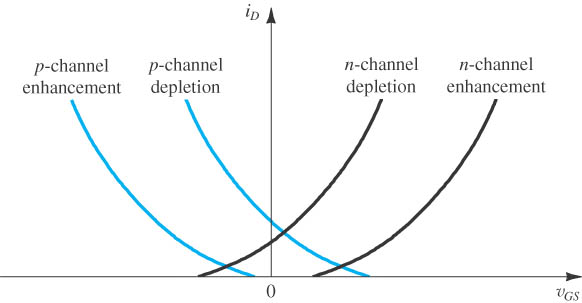 i_D
p-channel
enhancement
p-channel
depletion
n-channel
depletion
n-channel
enhancement
0
v_GS